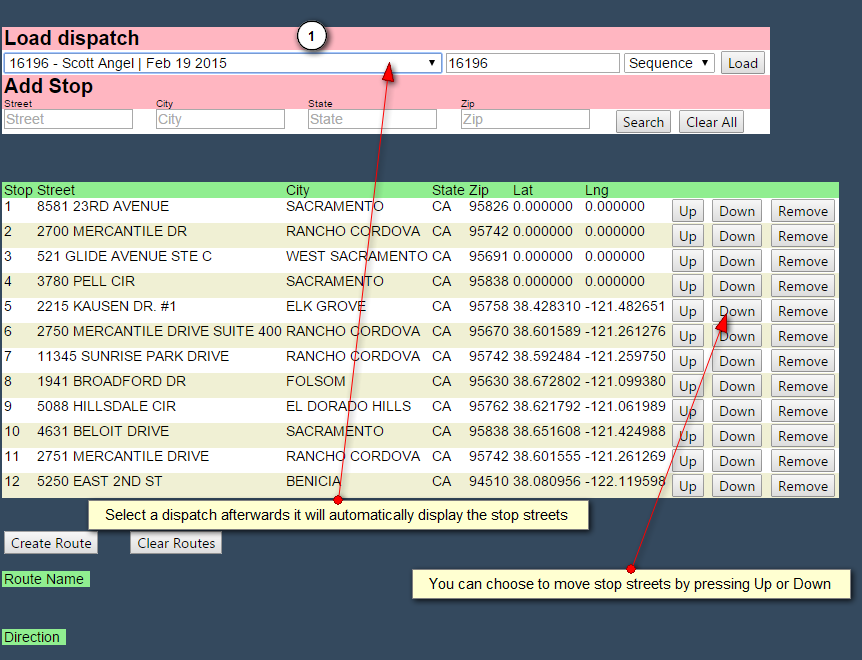 Load dispatch
1
16196 - Scott Angel | Feb 19 2015 16196 Sequence Load
Add Stop
Street City State Zip
Street City State Zip Search Clear All
Stop Street City State Zip Lat Lng
1 8581 23RD AVENUE SACRAMENTO CA 95826 0.000000 0.000000 Up Down Remove
2 2700 MERCANTILE DR RANCHO CORDOVA CA 95742 0.000000 0.000000 Up Down Remove
3 521 GLIDE AVENUE STE C WEST SACRAMENTO CA 95691 0.000000 0.000000 Up Down Remove
4 3780 PELL CIR SACRAMENTO CA 95838 0.000000 0.000000 Up Down Remove
5 2215 KAUSEN DR. #1 ELK GROVE CA 95758 38.428310 -121.482651 Up Down Remove
6 2750 MERCANTILE DRIVE SUITE 400 RANCHO CORDOVA CA 95670 38.601589 -121.261276 Up Down Remove
7 11345 SUNRISE PARK DRIVE RANCHO CORDOVA CA 95742 38.592484 -121.259750 Up Down Remove
8 1941 BROADFORD DR FOLSOM CA 95630 38.672802 -121.099380 Up Down Remove
9 5088 HILLSDALE CIR EL DORADO HILLS CA 95762 38.621792 -121.061989 Up Down Remove
10 4631 BELOIT DRIVE SACRAMENTO CA 95838 38.651608 -121.424988 Up Down Remove
11 2751 MERCANTILE DRIVE RANCHO CORDOVA CA 95742 38.601555 -121.261269 Up Down Remove
12 5250 EAST 2ND ST BENICIA CA 94510 38.080956 -122.119598 Up Down Remove
Select a dispatch afterwards it will automatically display the stop streets
Create Route Clear Routes
Route Name
You can choose to move stop streets by pressing Up or Down
Direction